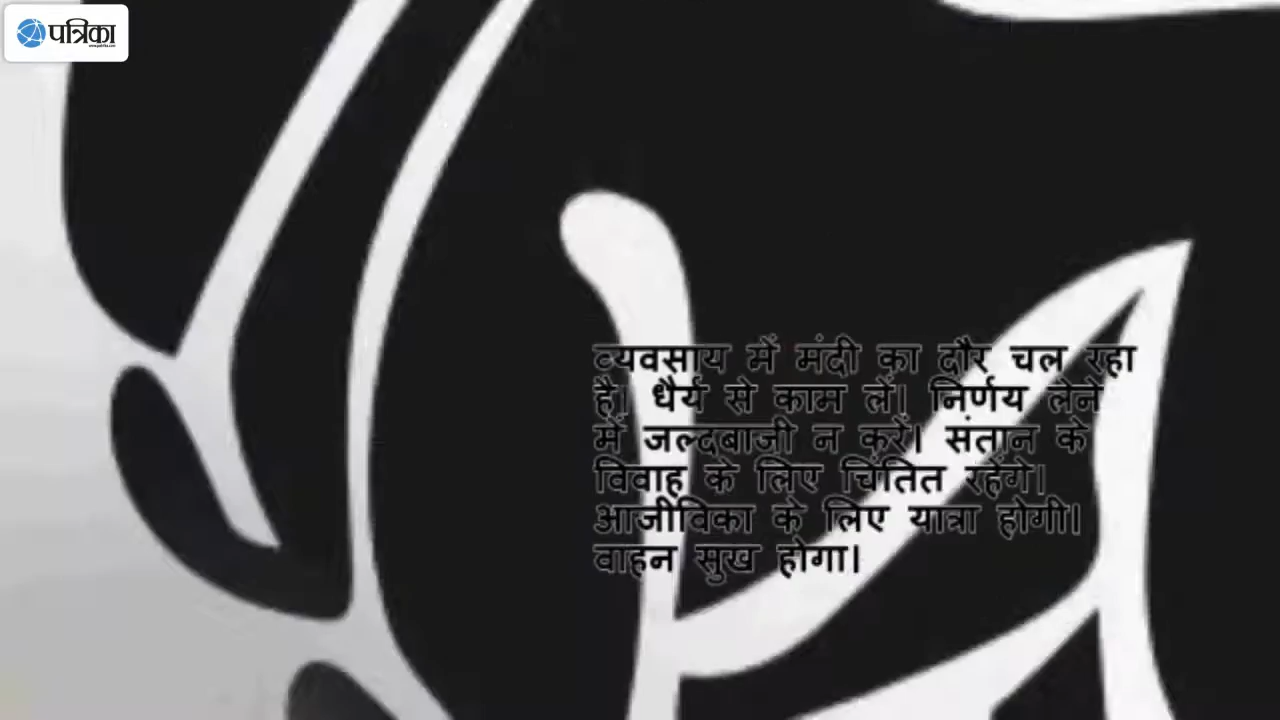 पत्रिका
व्यवसाय में मंदी का दौर चल रहा
है। धैर्य से काम लें। निर्णय लेने
में जल्दबाजी न करें। संतान के
विवाह के लिए चिंतित रहेंगे।
आजीविका के लिए यात्रा होगी।
वाहन सुख होगा।